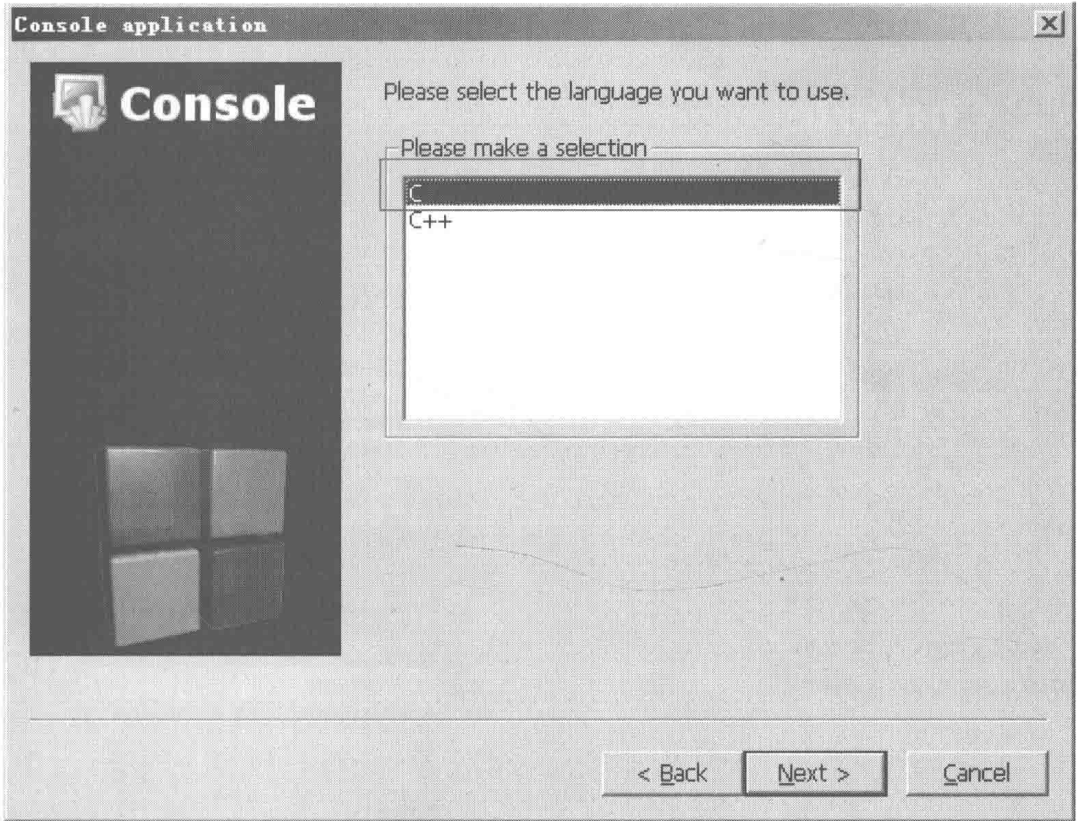 Console application
Console
Please select the language you want to use.
Please make a selection
C
C++
< Back
Next >
Cancel